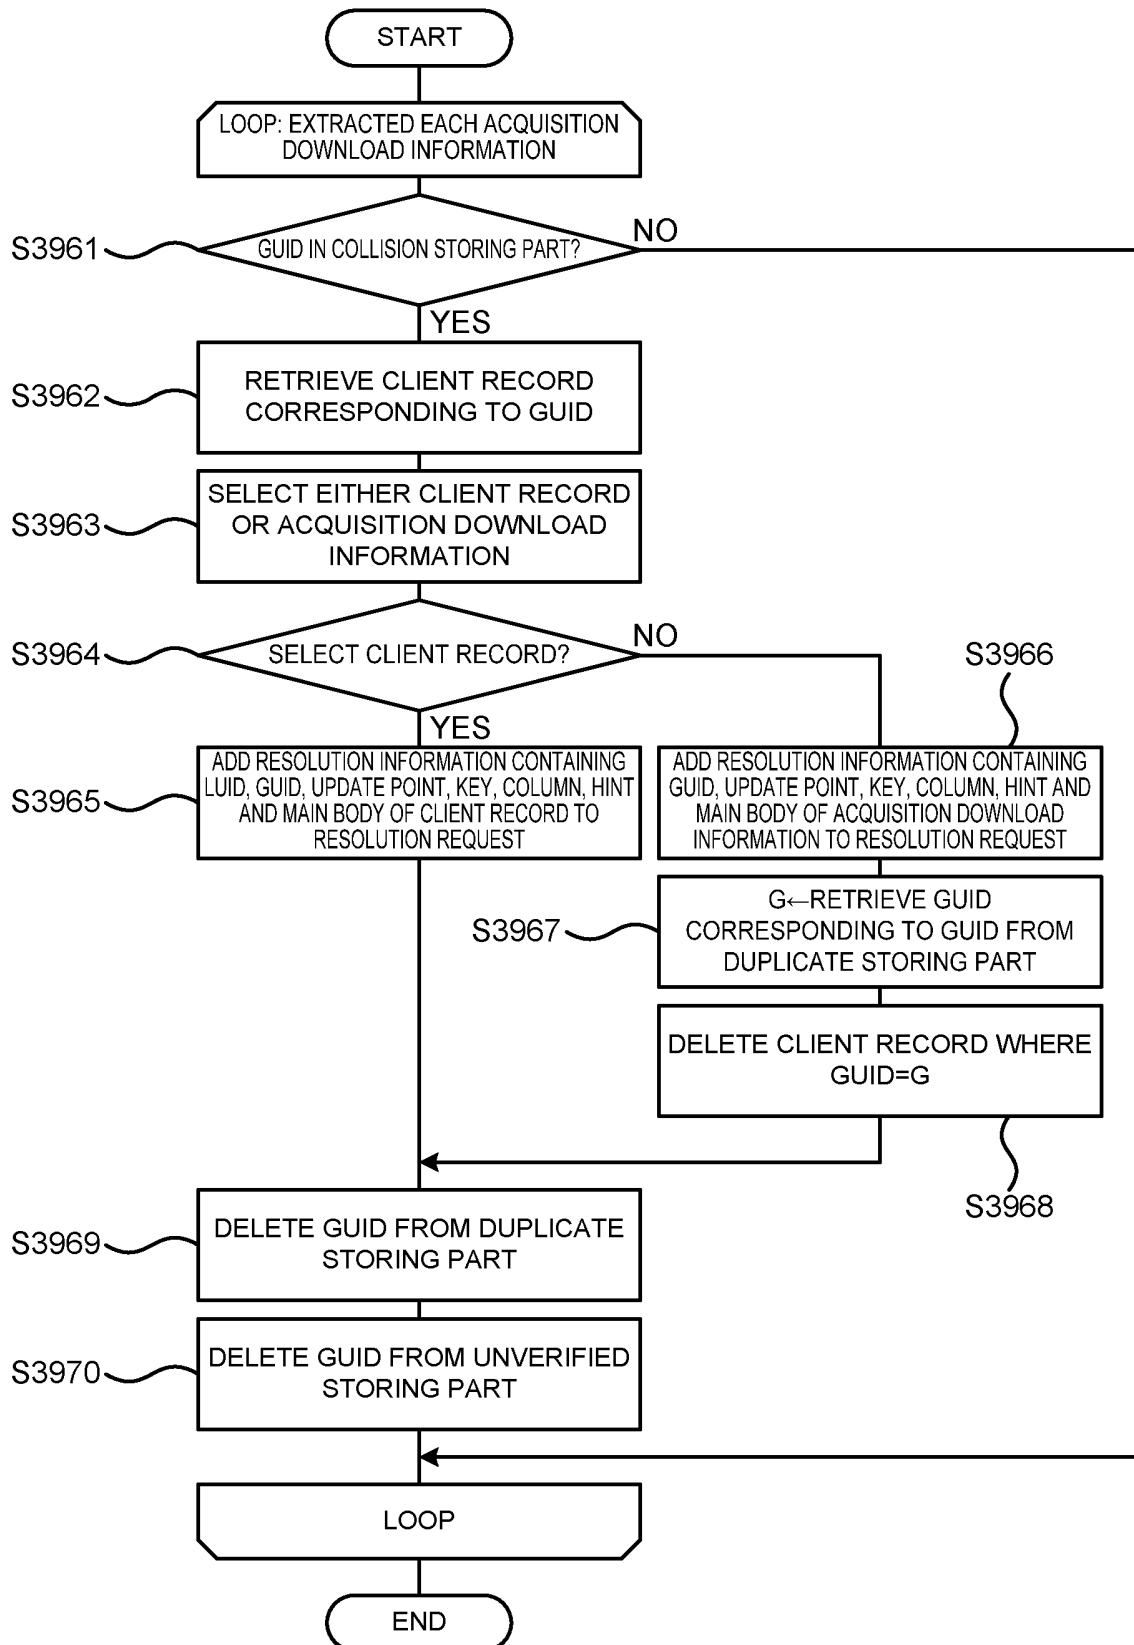 START
LOOP: EXTRACTED EACH ACQUISITION
DOWNLOAD INFORMATION
S3961
GUID IN COLLISION STORING PART?
NO
YES
S3962
RETRIEVE CLIENT RECORD
CORRESPONDING TO GUID
S3963
SELECT EITHER CLIENT RECORD
OR ACQUISITION DOWNLOAD
INFORMATION
S3964
SELECT CLIENT RECORD?
NO
YES
S3965
ADD RESOLUTION INFORMATION CONTAINING
LUID, GUID, UPDATE POINT, KEY, COLUMN, HINT
AND MAIN BODY OF CLIENT RECORD TO
RESOLUTION REQUEST
S3966
ADD RESOLUTION INFORMATION CONTAINING
GUID, UPDATE POINT, KEY, COLUMN, HINT AND
MAIN BODY OF ACQUISITION DOWNLOAD
INFORMATION TO RESOLUTION REQUEST
S3967
G←RETRIEVE GUID
CORRESPONDING TO GUID FROM
DUPLICATE STORING PART
DELETE CLIENT RECORD WHERE
GUID=G
S3968
S3969
DELETE GUID FROM DUPLICATE
STORING PART
S3970
DELETE GUID FROM UNVERIFIED
STORING PART
LOOP
END